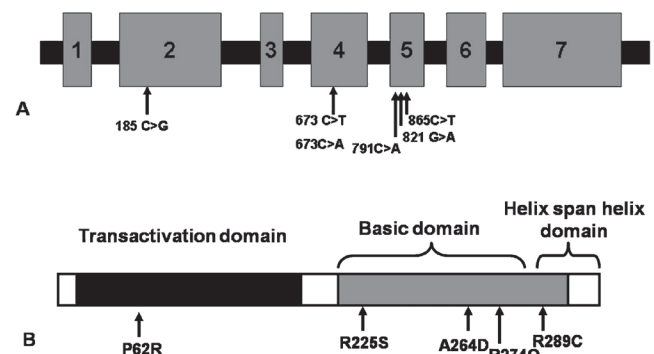 1 2 3 4 5 6 7
185 C>G
673 C>T
673C>A
791C>A
865C>T
821 G>A
A
Helix span helix
domain
Basic domain
Transactivation domain
P62R
R225S
A264D
R289C
B